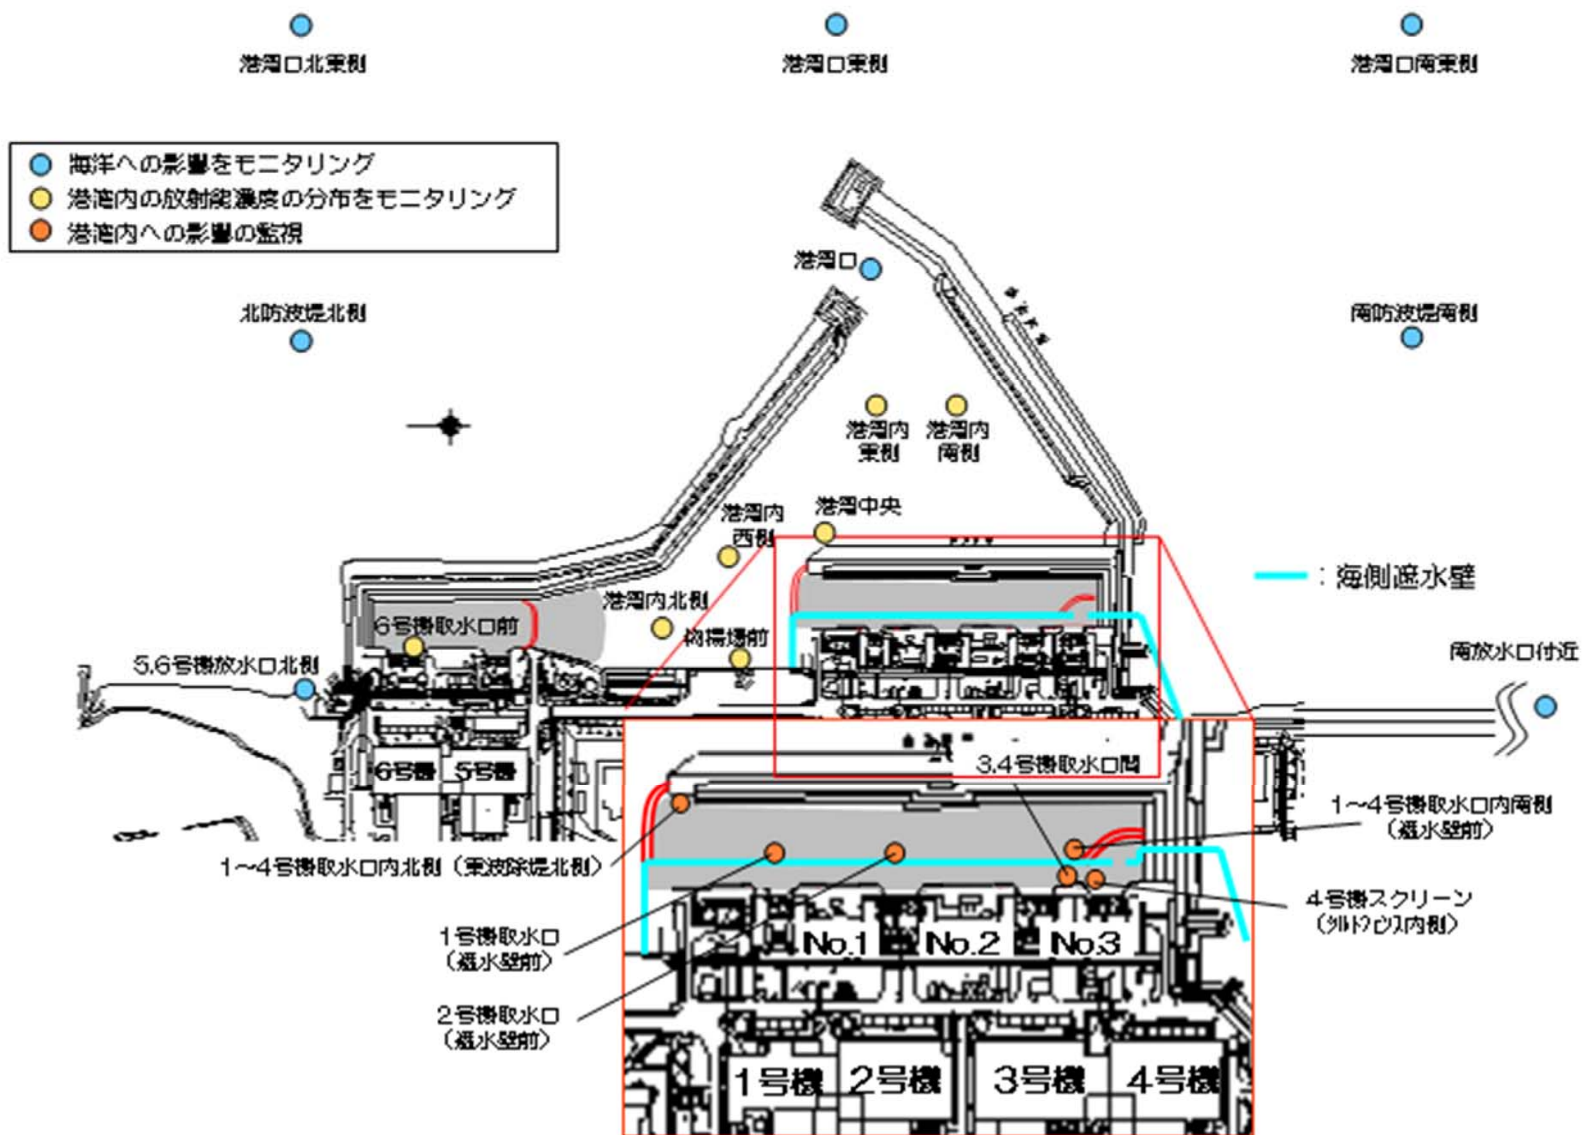 港湾口北東側
港湾口東側
港湾口南東側
海洋への影響をモニタリング
港湾内の放射能濃度の分布をモニタリング
港湾内への影響の監視
港湾口
北防波堤北側
南防波堤南側
港湾内
東側
港湾内
南側
港湾中央
港湾内
西側
：海側遮水壁
港湾内北側
6号機取水口前
物揚場前
5,6号機放水口北側
南放水口付近
6号機
5号機
3,4号機取水口間
1～4号機取水口内南側
（遮水壁前）
1～4号機取水口内北側（東波除堤北側）
4号機スクリーン
（シルトフェンス内側）
1号機取水口
（遮水壁前）
No.1
No.2
No.3
2号機取水口
（遮水壁前）
1号機
2号機
3号機
4号機